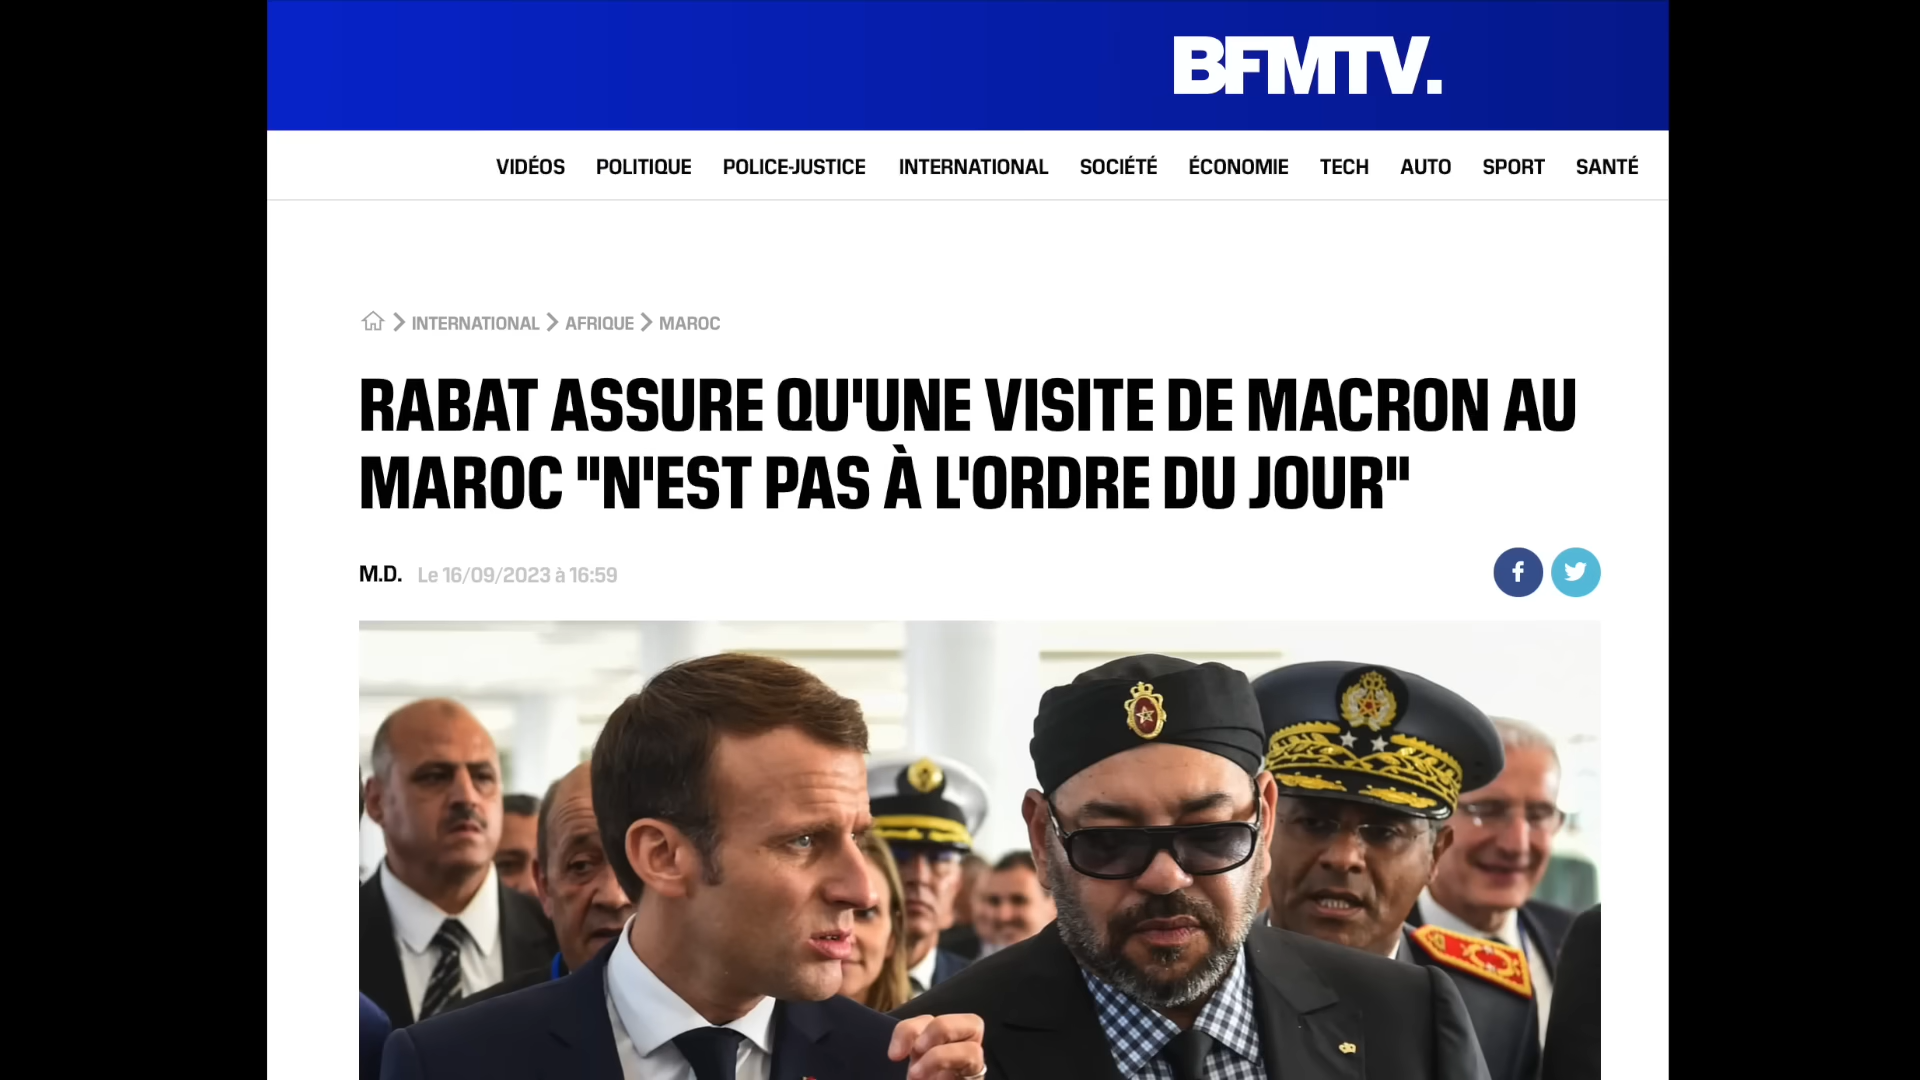 BFMTV.
VIDÉOS POLITIQUE POLICE-JUSTICE INTERNATIONAL SOCIÉTÉ ÉCONOMIE TECH AUTO SPORT SANTÉ
INTERNATIONAL AFRIQUE MAROC
RABAT ASSURE QU'UNE VISITE DE MACRON AU
MAROC "N'EST PAS À L'ORDRE DU JOUR"
M.D. Le 16/09/2023 à 16:59